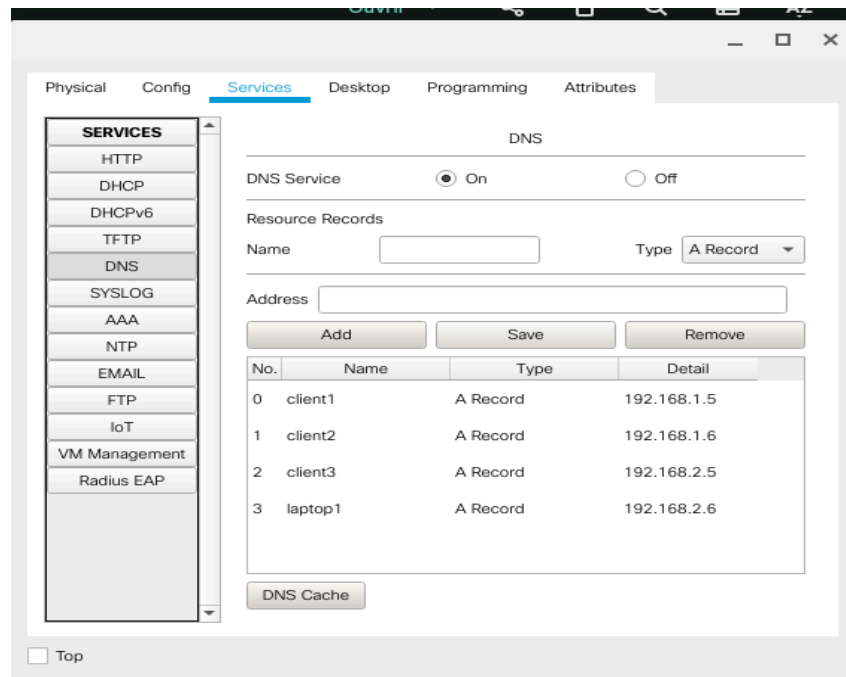 Ouvrir
Physical Config Services Desktop Programming Attributes
SERVICES
HTTP
DHCP
DHCPv6
TFTP
DNS
SYSLOG
AAA
NTP
EMAIL
FTP
IoT
VM Management
Radius EAP
DNS
DNS Service On Off
Resource Records
Name Type A Record
Address
Add Save Remove
No. Name Type Detail
0 client1 A Record 192.168.1.5
1 client2 A Record 192.168.1.6
2 client3 A Record 192.168.2.5
3 laptop1 A Record 192.168.2.6
DNS Cache
Top